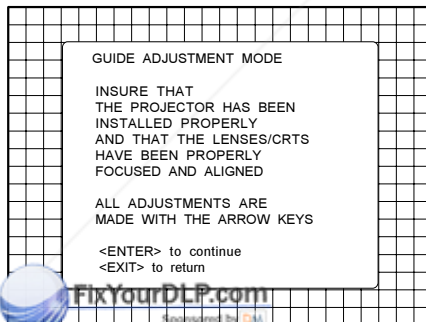 GUIDE ADJUSTMENT MODE
INSURE THAT
THE PROJECTOR HAS BEEN
INSTALLED PROPERLY
AND THAT THE LENSES/CRTS
HAVE BEEN PROPERLY
FOCUSED AND ALIGNED
ALL ADJUSTMENTS ARE
MADE WITH THE ARROW KEYS
<ENTER> to continue
<EXIT> to return
FixYourDLP.com
Sponsored by